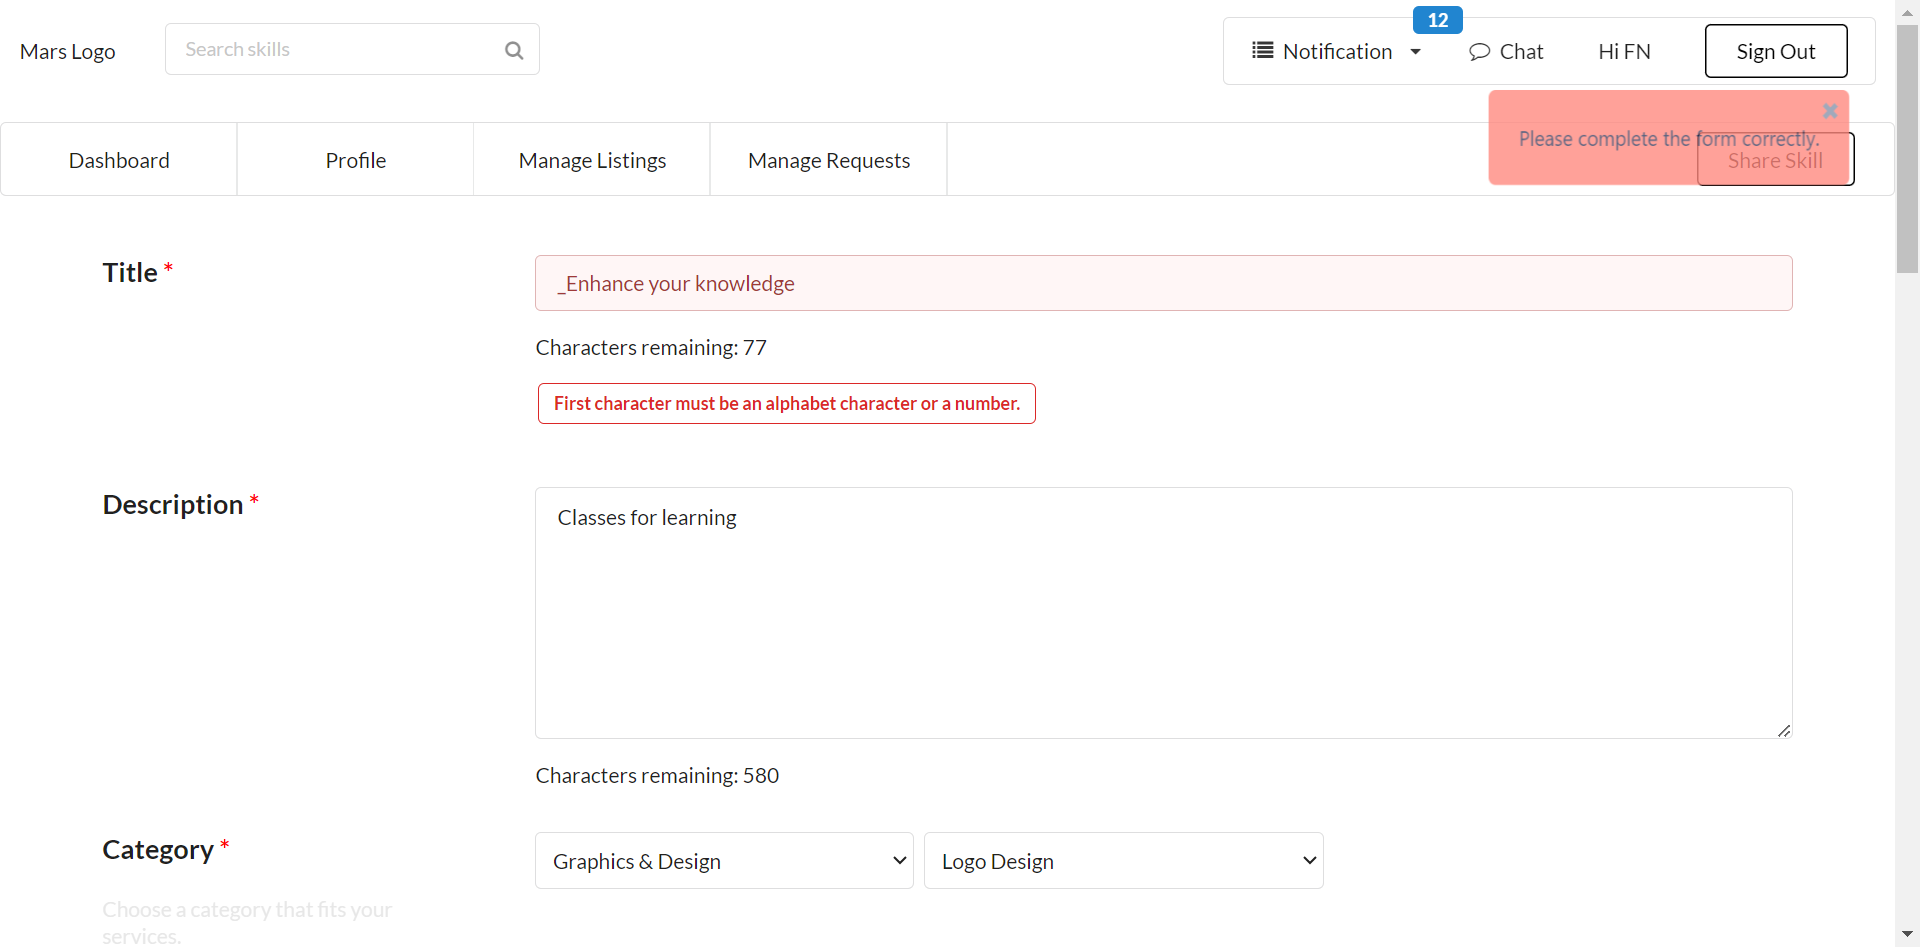 12
Mars Logo
Search skills
Notification
Chat
Hi FN
Sign Out
Please complete the form correctly.
Dashboard
Profile
Manage Listings
Manage Requests
Share Skill
Title *
_Enhance your knowledge
Characters remaining: 77
First character must be an alphabet character or a number.
Description *
Classes for learning
Characters remaining: 580
Category *
Graphics & Design
Logo Design
Choose a category that fits your
services.